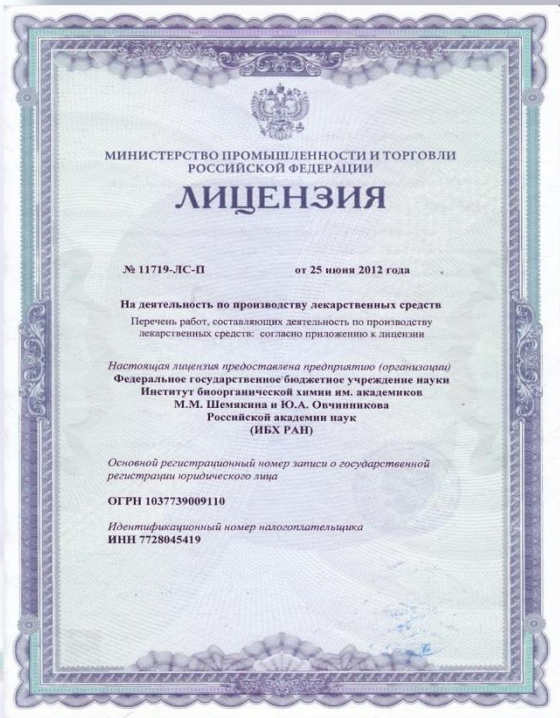 МИНИСТЕРСТВО ПРОМЫШЛЕННОСТИ И ТОРГОВЛИ
РОССИЙСКОЙ ФЕДЕРАЦИИ
ЛИЦЕНЗИЯ
№ 11719-ЛС-П от 25 июня 2012 года
На деятельность по производству лекарственных средств
Перечень работ, составляющих деятельность по производству
лекарственных средств: согласно приложению к лицензии
Настоящая лицензия предоставлена предприятию (организации)
Федеральное государственное бюджетное учреждение науки
Институт биоорганической химии им. академиков
М.М. Шемякина и Ю.А. Овчинникова
Российской академии наук
(ИБХ РАН)
Основной регистрационный номер записи о государственной
регистрации юридического лица
ОГРН 1037739009110
Идентификационный номер налогоплательщика
ИНН 7728045419